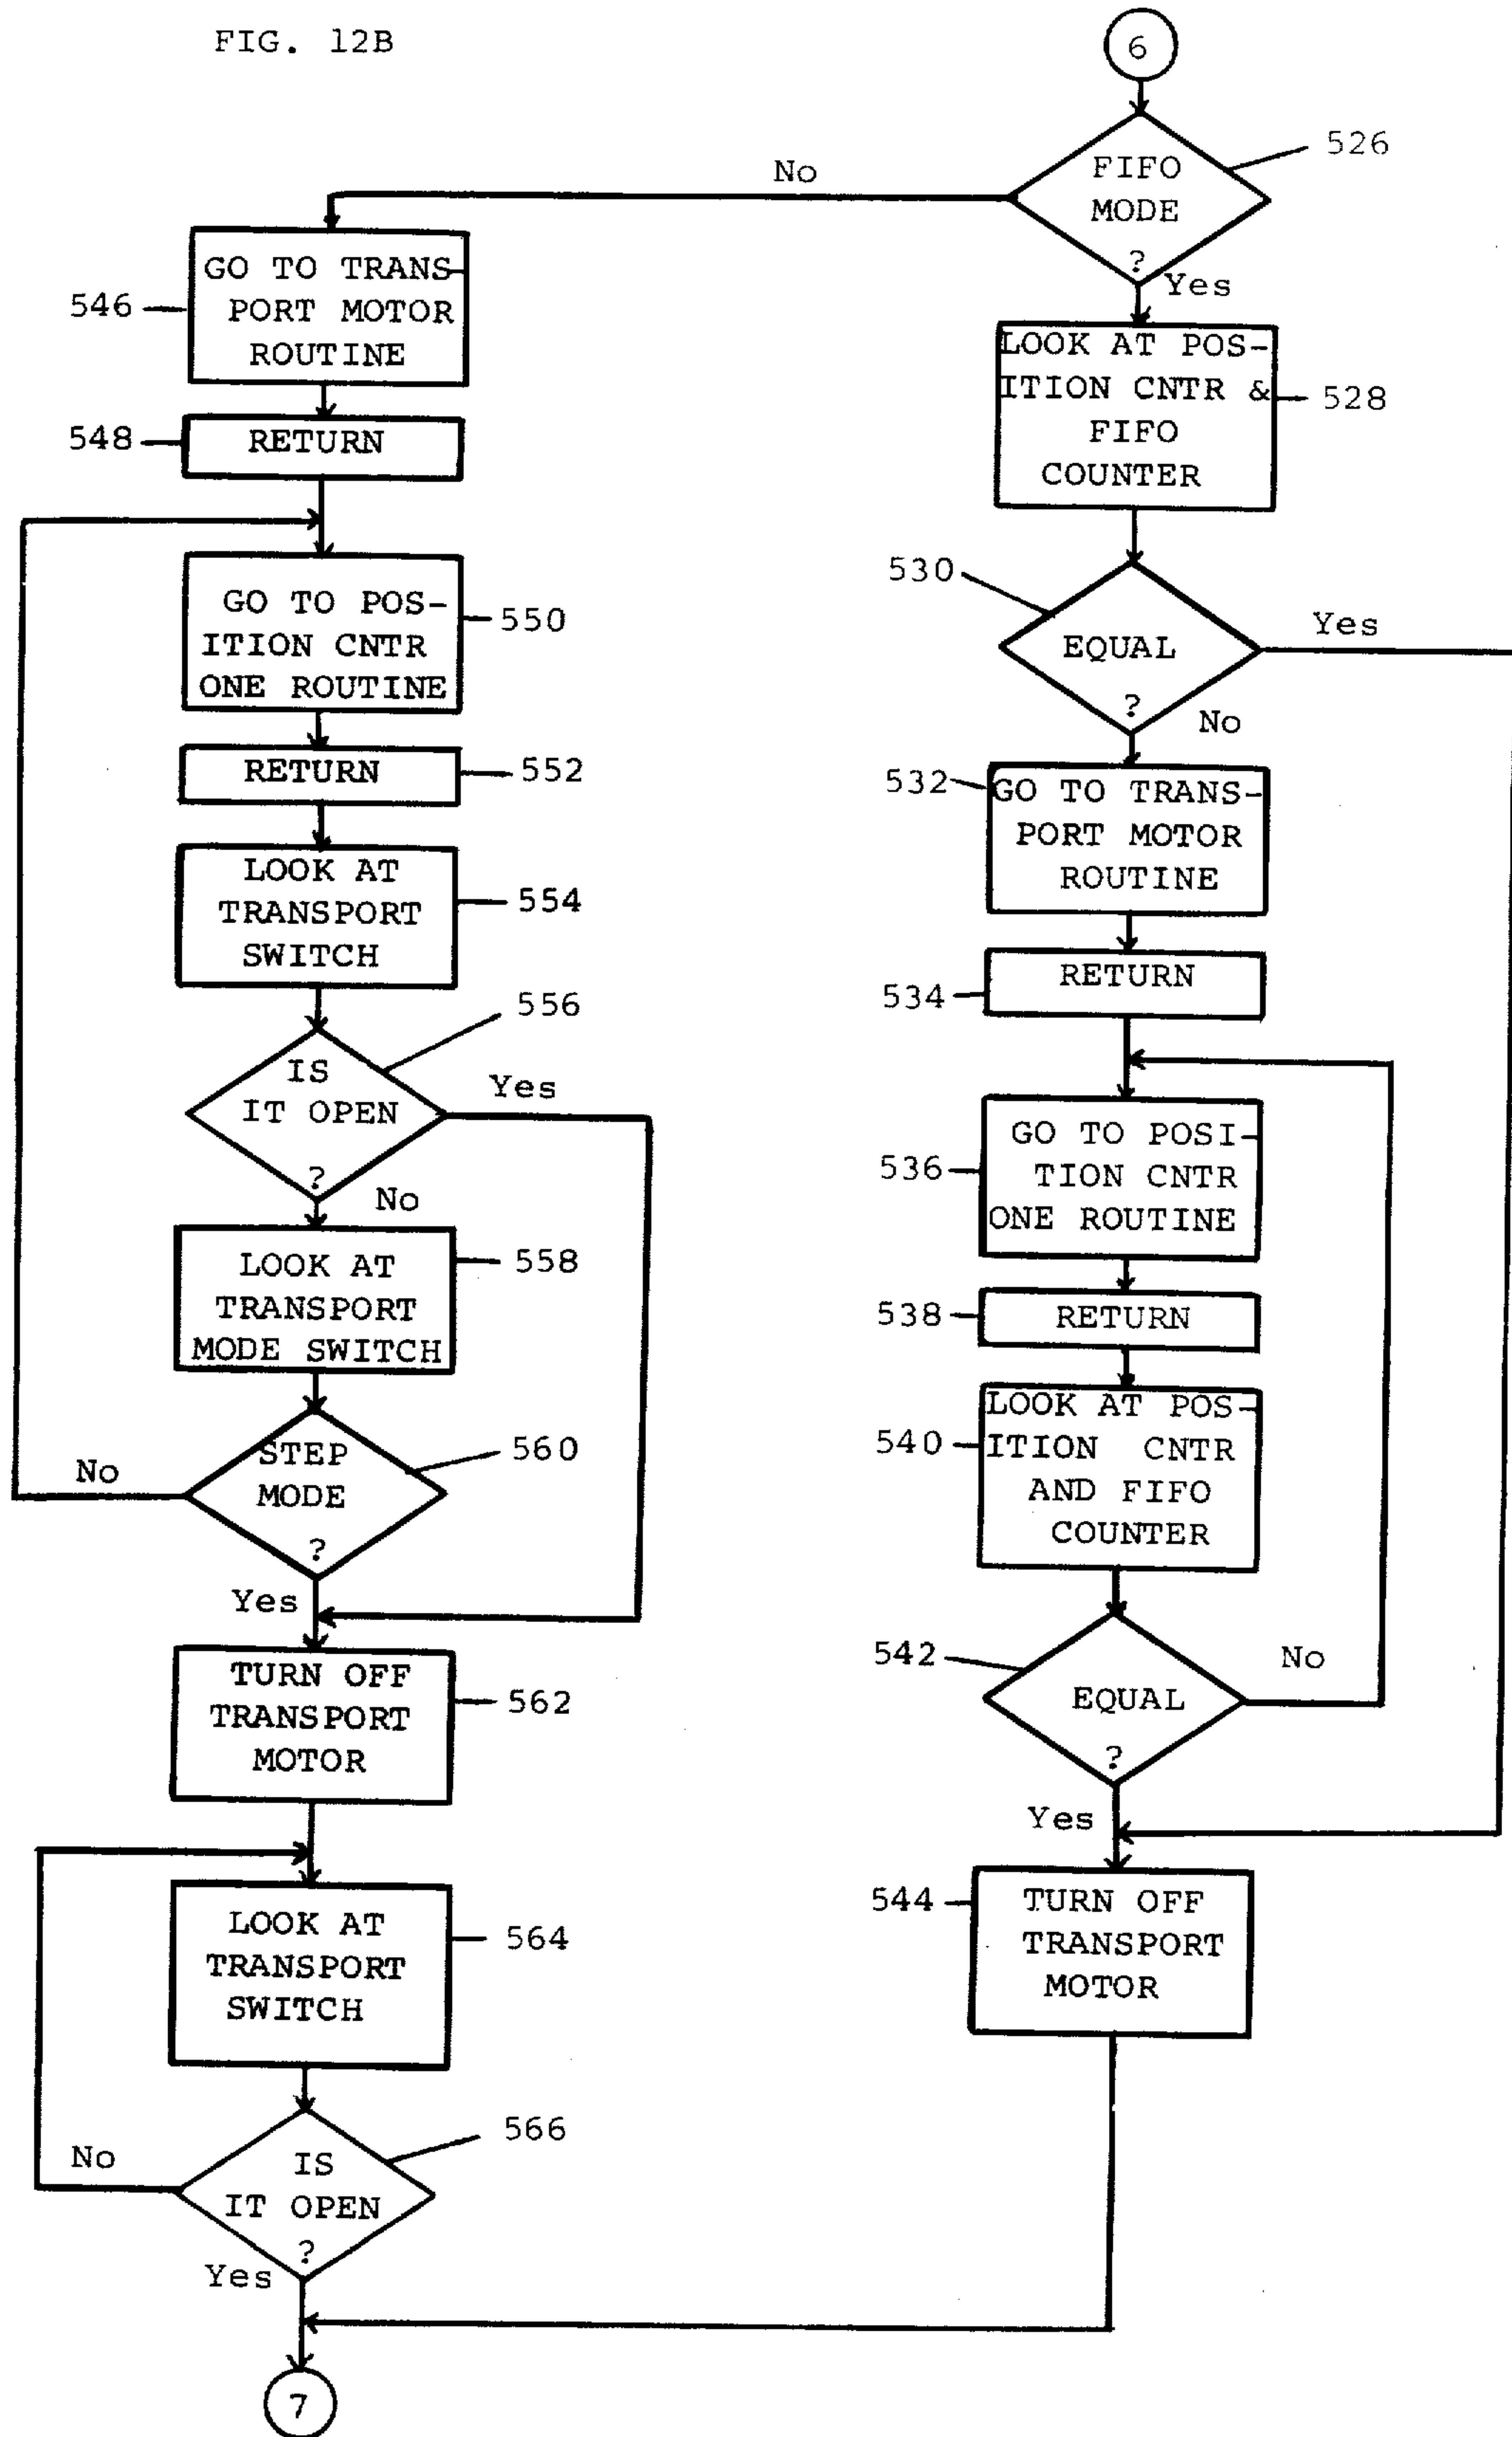 FIG. 12B
6
526
FIFO
MODE
?
No
Yes
GO TO TRANS-
PORT MOTOR
ROUTINE
546
548
RETURN
GO TO POS-
ITION CNTR
ONE ROUTINE
550
RETURN
552
LOOK AT
TRANSPORT
SWITCH
554
556
IS
IT OPEN
?
Yes
No
LOOK AT
TRANSPORT
MODE SWITCH
558
STEP
MODE
?
560
No
Yes
TURN OFF
TRANSPORT
MOTOR
562
LOOK AT
TRANSPORT
SWITCH
564
IS
IT OPEN
?
566
No
Yes
7
LOOK AT POS-
ITION CNTR &
FIFO
COUNTER
528
530
EQUAL
?
Yes
No
532
GO TO TRANS-
PORT MOTOR
ROUTINE
534
RETURN
536
GO TO POSI-
TION CNTR
ONE ROUTINE
538
RETURN
540
LOOK AT POS-
ITION CNTR
AND FIFO
COUNTER
542
EQUAL
?
No
Yes
544
TURN OFF
TRANSPORT
MOTOR